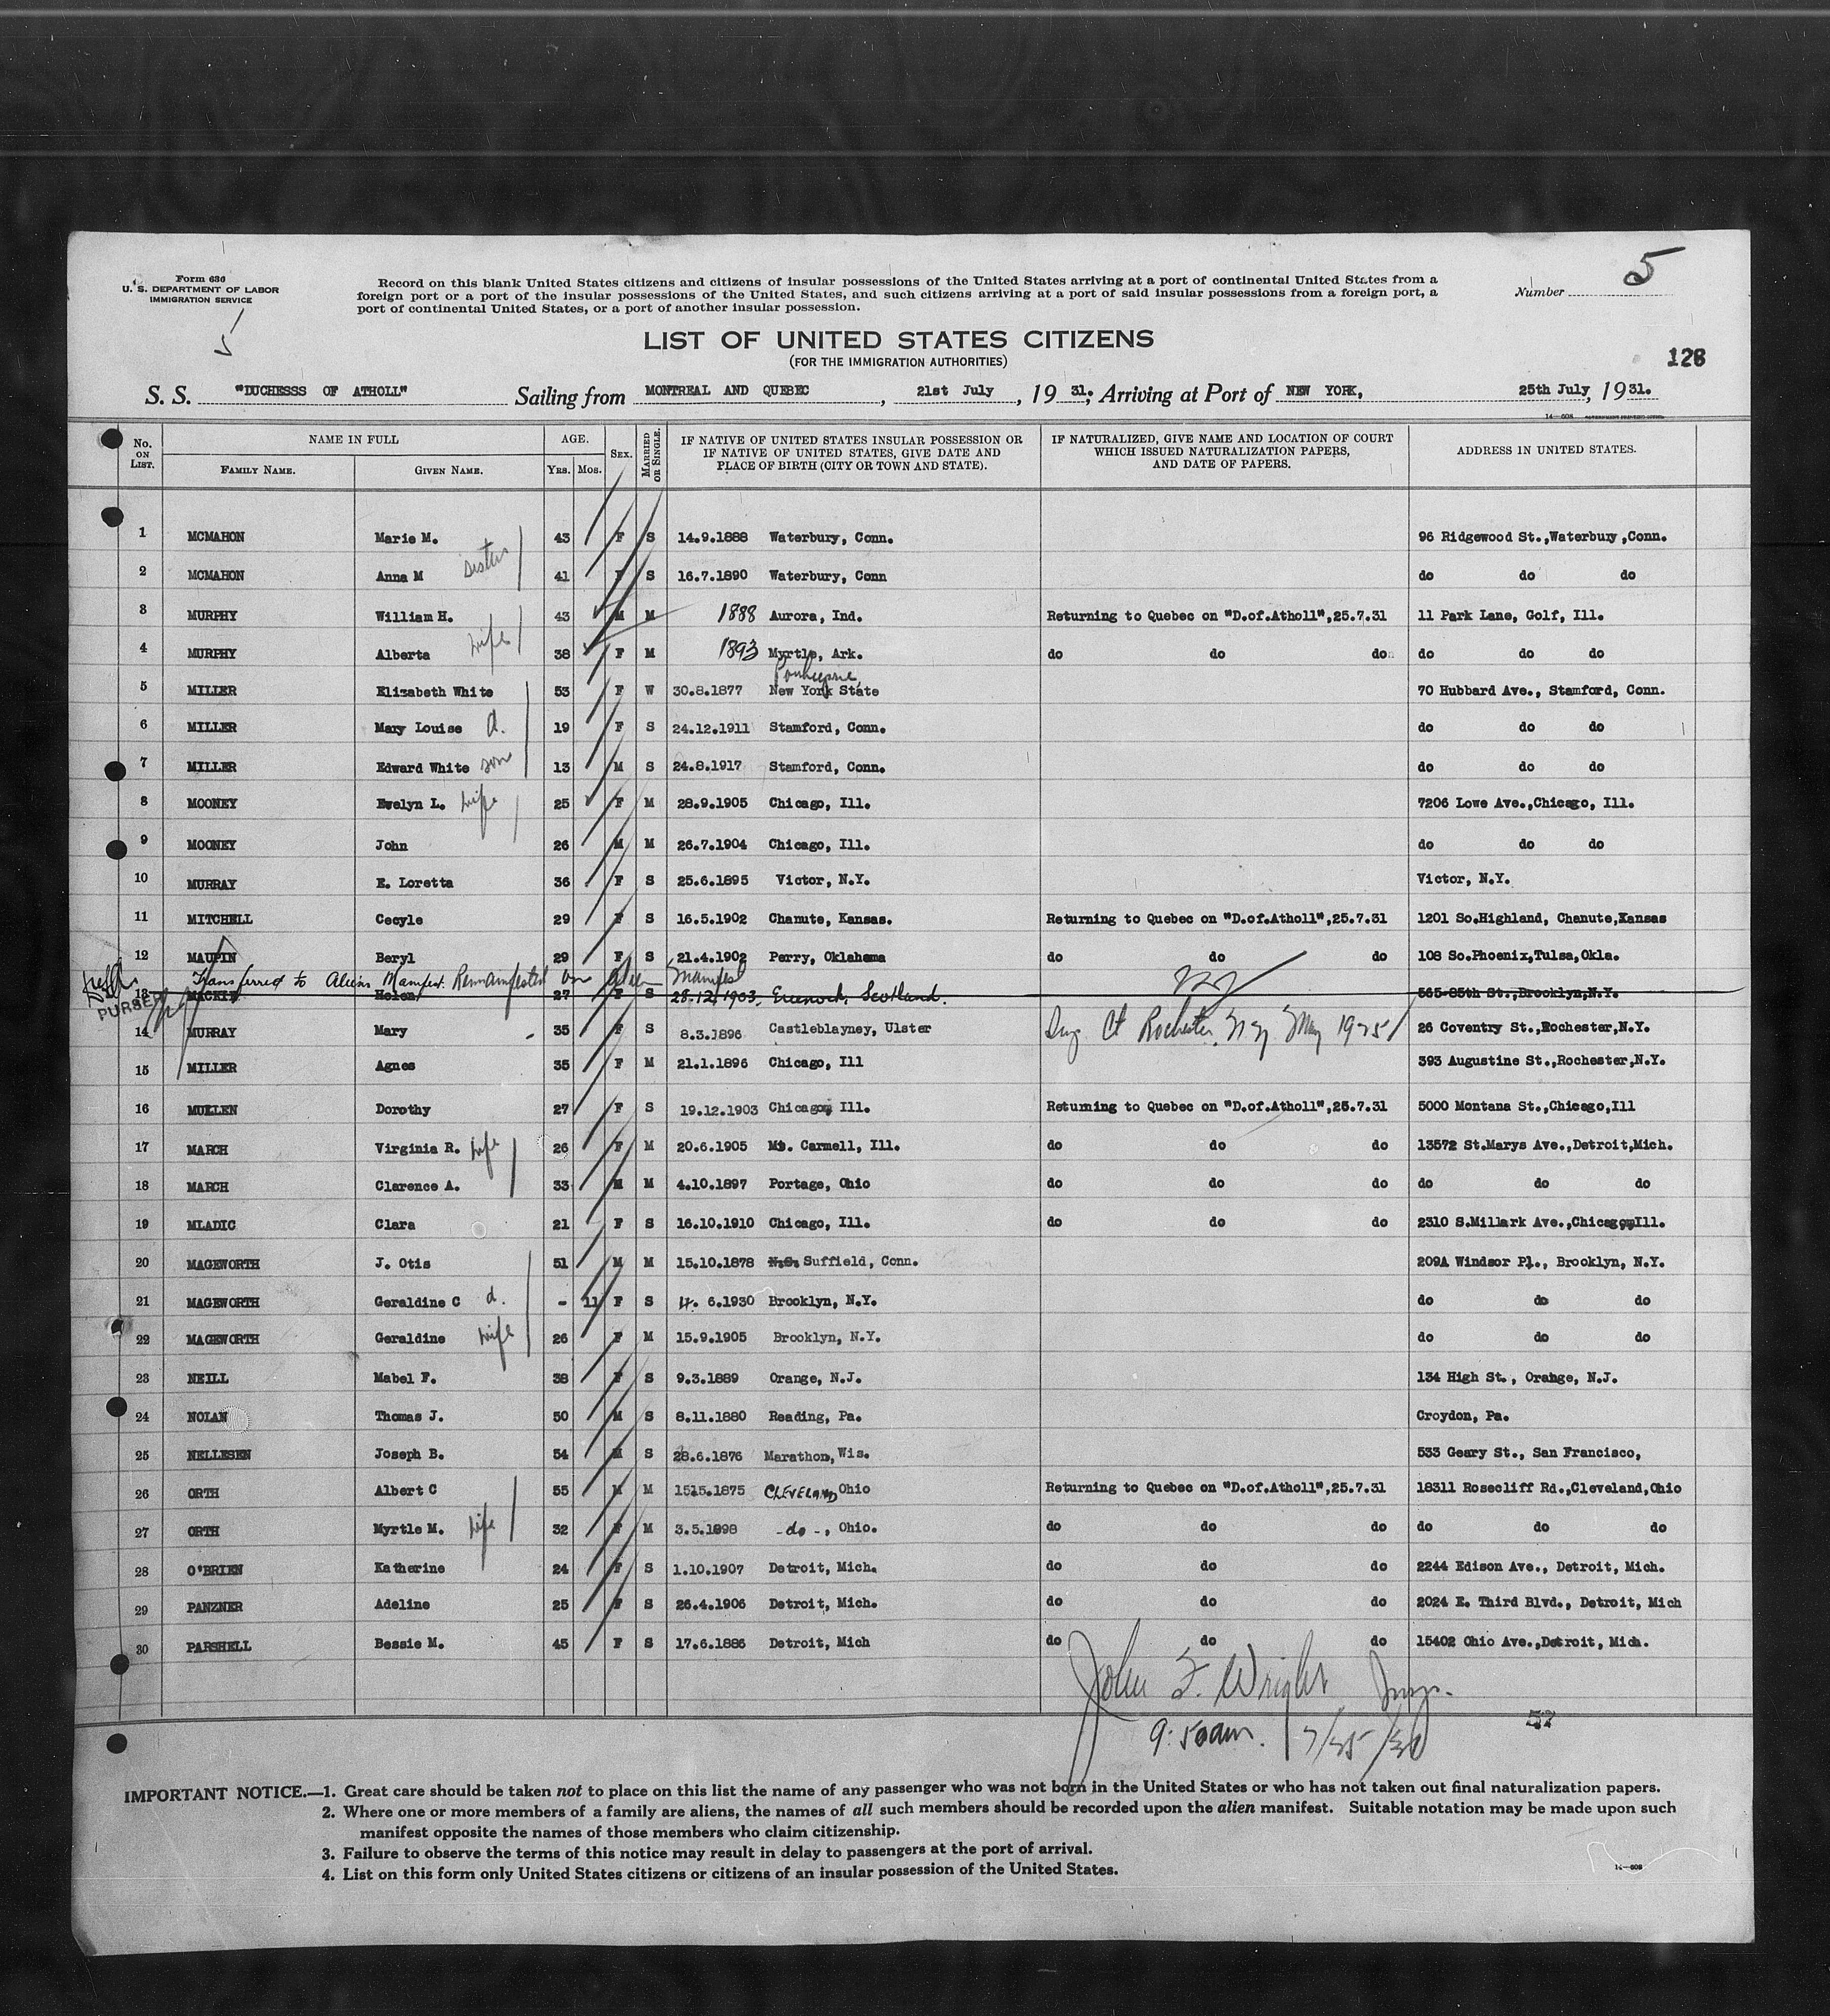 Form 636
U. S. DEPARTMENT OF LABOR
IMMIGRATION SERVICE
Record on this blank United States citizens and citizens of insular possessions of the United States arriving at a port of continental United States from a
foreign port or a port of the insular possessions of the United States, and such citizens arriving at a port of said insular possessions from a foreign port, a
port of continental United States, or a port of another insular possession.
Number 5
LIST OF UNITED STATES CITIZENS
(FOR THE IMMIGRATION AUTHORITIES)
128
S. S. "DUCHESSS OF ATHOLL" Sailing from MONTREAL AND QUEBEC, 21st July, 19 31; Arriving at Port of NEW YORK, 25th July, 19 31.
14—608 GOVERNMENT PRINTING OFFICE
No. ON LIST. NAME IN FULL FAMILY NAME. GIVEN NAME. AGE. YRS. MOS. SEX. MARRIED OR SINGLE. IF NATIVE OF UNITED STATES INSULAR POSSESSION OR IF NATIVE OF UNITED STATES, GIVE DATE AND PLACE OF BIRTH (CITY OR TOWN AND STATE). IF NATURALIZED, GIVE NAME AND LOCATION OF COURT WHICH ISSUED NATURALIZATION PAPERS, AND DATE OF PAPERS. ADDRESS IN UNITED STATES.
1 MCMAHON Marie M. 43 F S 14.9.1888 Waterbury, Conn. 96 Ridgewood St.,Waterbury,Conn.
2 MCMAHON Anna M sister 41 F S 16.7.1890 Waterbury, Conn do do do
3 MURPHY William H. 43 M M 1888 Aurora, Ind. Returning to Quebec on "D.of.Atholl",25.7.31 11 Park Lane, Golf, Ill.
4 MURPHY Alberta wife 38 F M 1893 Myrtle, Ark. do do do do do do
5 MILLER Elizabeth White 53 F W 30.8.1877 New York State 70 Hubbard Ave., Stamford, Conn.
6 MILLER Mary Louise d. 19 F S 24.12.1911 Stamford, Conn. do do do
7 MILLER Edward White son 13 M S 24.8.1917 Stamford, Conn. do do do
8 MOONEY Evelyn L. wife 25 F M 28.9.1905 Chicago, Ill. 7206 Lowe Ave.,Chicago, Ill.
9 MOONEY John 26 M M 26.7.1904 Chicago, Ill. do do do
10 MURRAY E. Loretta 36 F S 25.6.1895 Victor, N.Y. Victor, N.Y.
11 MITCHELL Cecyle 29 F S 16.5.1902 Chanute, Kansas. Returning to Quebec on "D.of.Atholl",25.7.31 1201 So.Highland, Chanute,Kansas
12 MAUPIN Beryl 29 F S 21.4.1902 Perry, Oklahoma do do do 108 So.Phoenix,Tulsa,Okla.
Transferred to Aliens Manifest. Remanifested on alien manifest
13 MACKIE Helen 27 F S 28.12.1903. Greenock, Scotland. 565-85th St.,Brooklyn,N.Y.
PURSER
14 MURRAY Mary 35 F S 8.3.1896 Castleblayney, Ulster Sup Ct Rochester, N.Y. May 1925 26 Coventry St.,Rochester,N.Y.
15 MILLER Agnes 35 F M 21.1.1896 Chicago, Ill 393 Augustine St.,Rochester,N.Y.
16 MULLEN Dorothy 27 F S 19.12.1903 Chicago, Ill. Returning to Quebec on "D.of.Atholl",25.7.31 5000 Montana St.,Chicago,Ill
17 MARCH Virginia R. wife 26 F M 20.6.1905 Mt. Carmell, Ill. do do do 13572 St.Marys Ave.,Detroit,Mich.
18 MARCH Clarence A. 33 M M 4.10.1897 Portage, Ohio do do do do do do
19 MLADIC Clara 21 F S 16.10.1910 Chicago, Ill. do do do 2310 S.Millark Ave.,Chicago,Ill.
20 MAGEWORTH J. Otis 51 M M 15.10.1878 N.S. Suffield, Conn. 209A Windsor Pl., Brooklyn, N.Y.
21 MAGEWORTH Geraldine C d. - 11 F S 4. 6.1930 Brooklyn, N.Y. do do do
22 MAGEWORTH Geraldine wife 26 F M 15.9.1905 Brooklyn, N.Y. do do do
23 NEILL Mabel F. 38 F S 9.3.1889 Orange, N.J. 134 High St., Orange, N.J.
24 NOLAN Thomas J. 50 M S 8.11.1880 Reading, Pa. Croydon, Pa.
25 NELLESEN Joseph B. 54 M S 28.6.1876 Marathon, Wis. 533 Geary St., San Francisco,
26 ORTH Albert C 55 M M 1515.1875 CLEVELAND Ohio Returning to Quebec on "D.of.Atholl",25.7.31 18311 Rosecliff Rd.,Cleveland,Ohio
27 ORTH Myrtle M. wife 32 F M 3.5.1898 -do-, Ohio. do do do do do do
28 O'BRIEN Katherine 24 F S 1.10.1907 Detroit, Mich. do do do 2244 Edison Ave., Detroit, Mich.
29 PANZNER Adeline 25 F S 26.4.1906 Detroit, Mich. do do do 2024 E. Third Blvd., Detroit, Mich
30 PARSHELL Bessie M. 45 F S 17.6.1886 Detroit, Mich do do do 15402 Ohio Ave.,Detroit, Mich.
John F. Wright Insp.
9:50am. 7/25/31
57
IMPORTANT NOTICE.—1. Great care should be taken not to place on this list the name of any passenger who was not born in the United States or who has not taken out final naturalization papers.
2. Where one or more members of a family are aliens, the names of all such members should be recorded upon the alien manifest. Suitable notation may be made upon such
manifest opposite the names of those members who claim citizenship.
3. Failure to observe the terms of this notice may result in delay to passengers at the port of arrival.
4. List on this form only United States citizens or citizens of an insular possession of the United States.
14—608